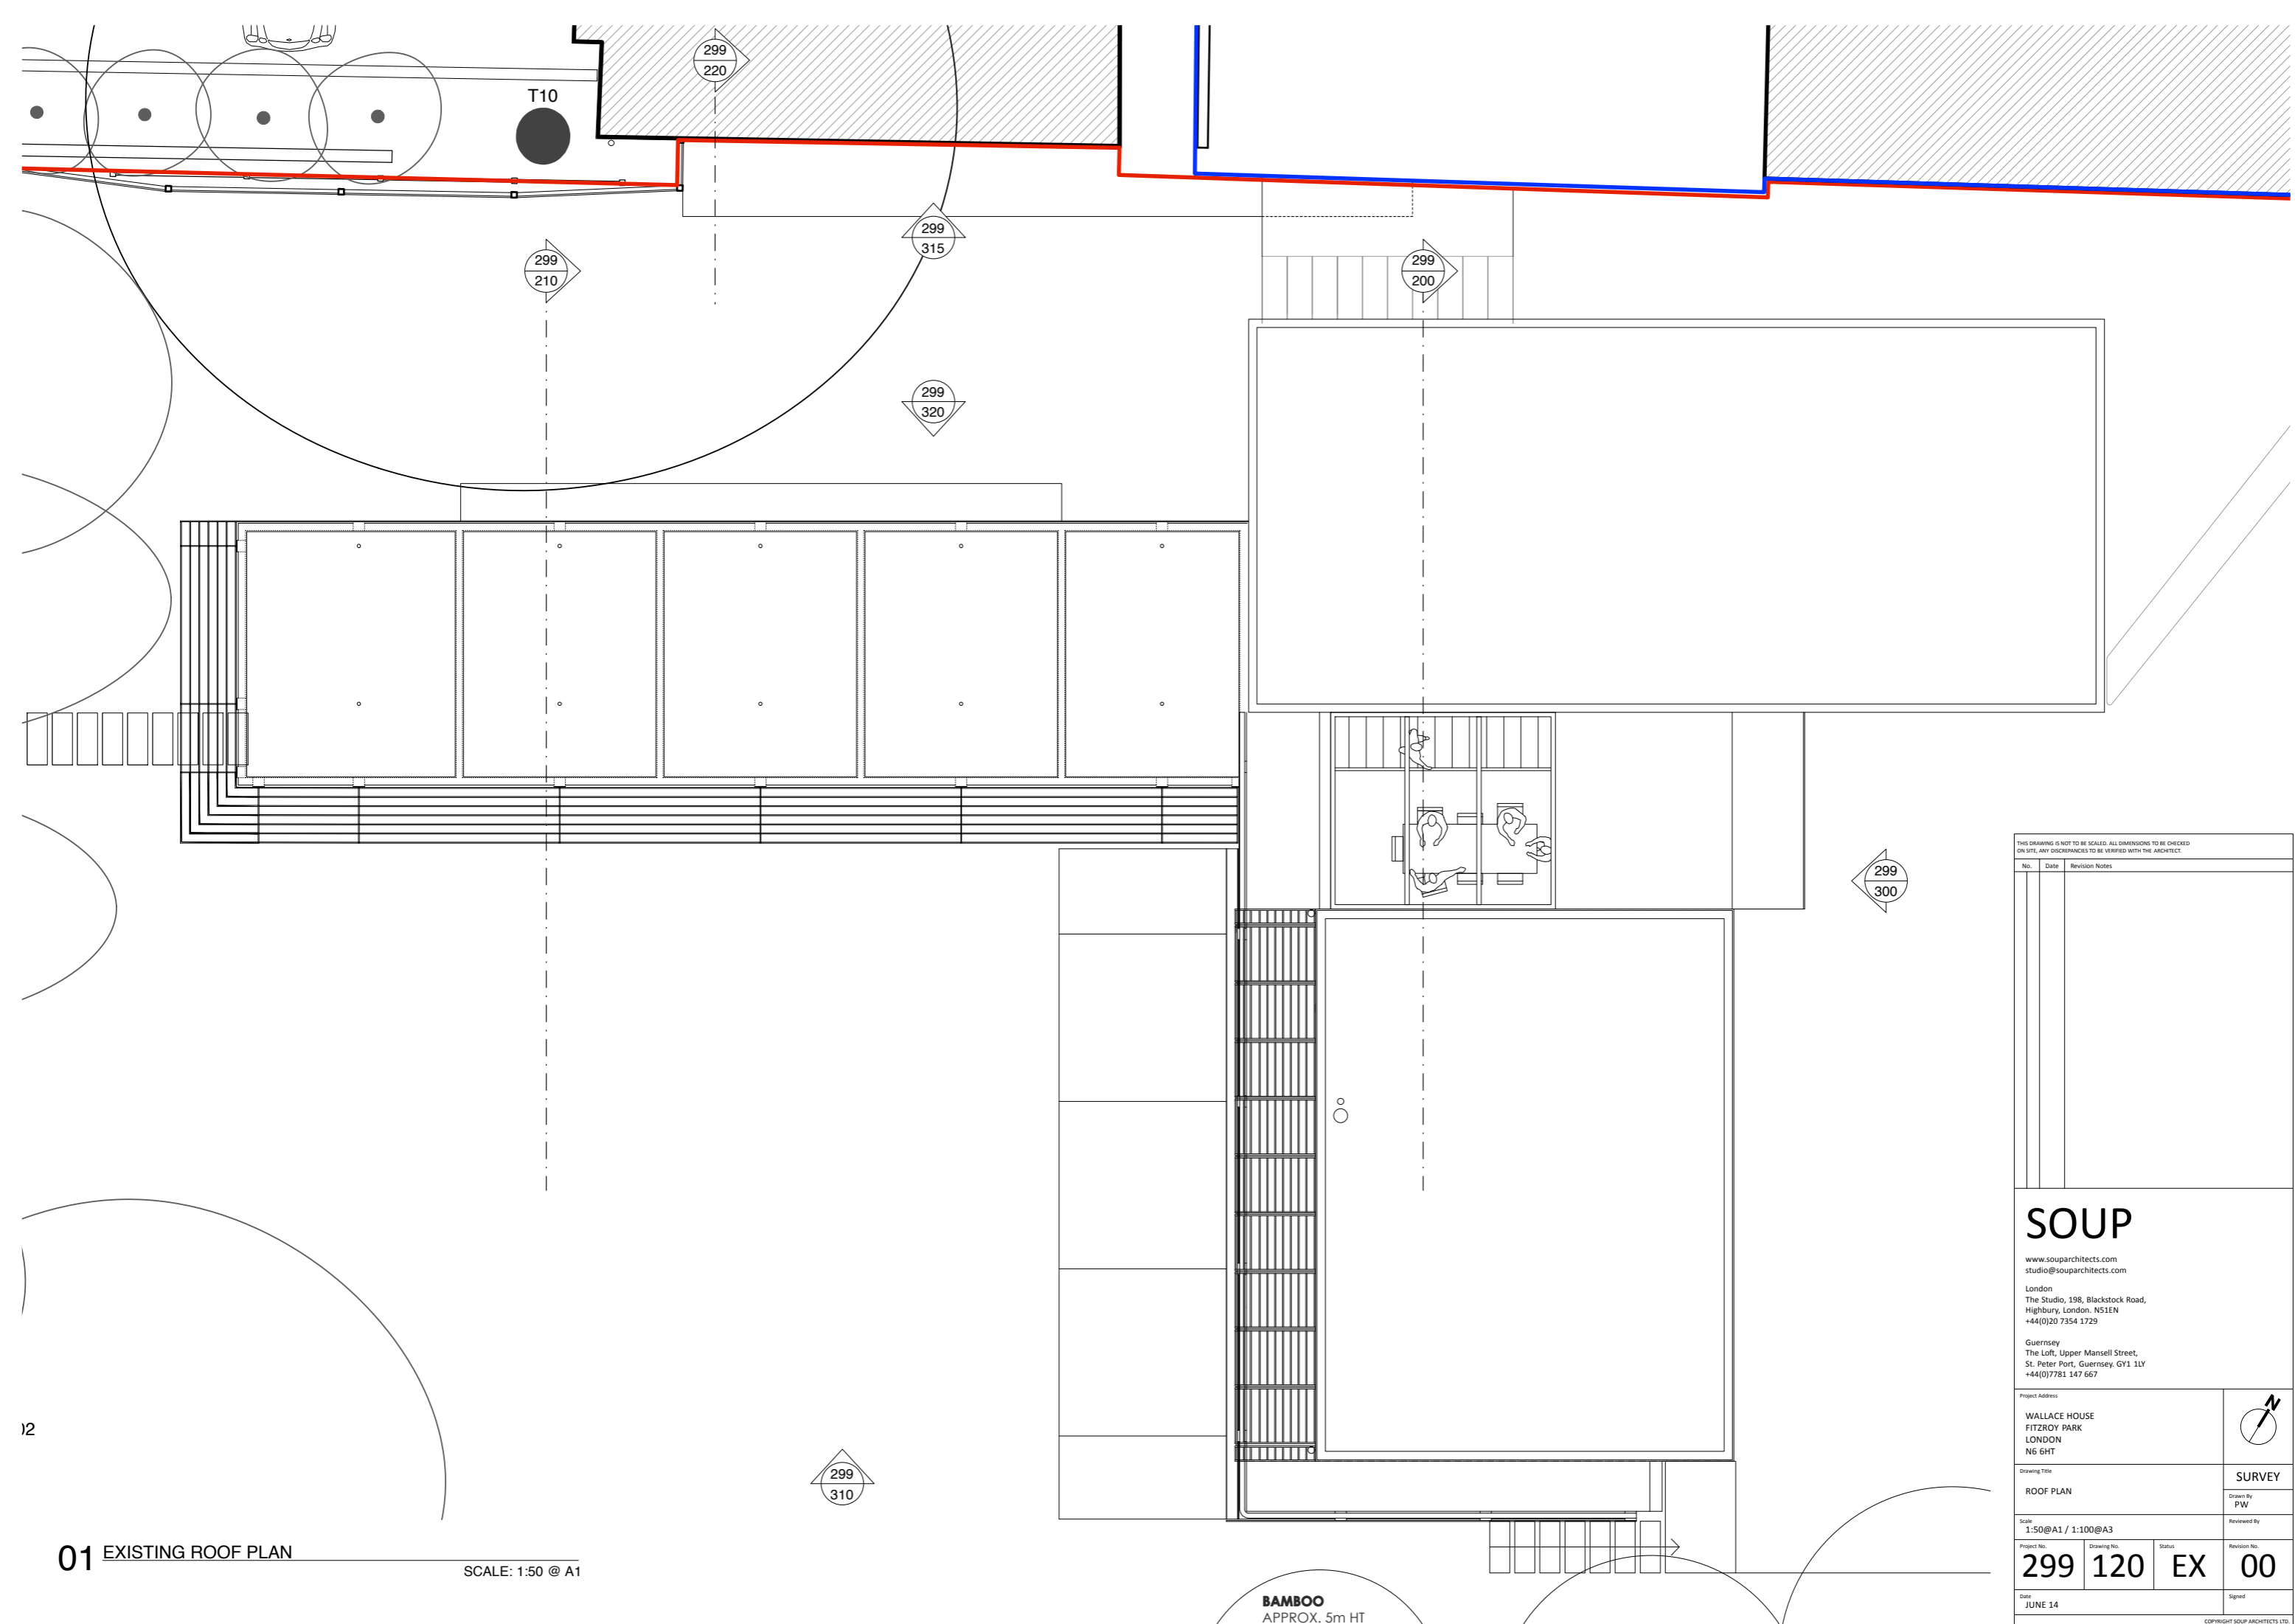 299
220
T10
299
315
299
210
299
200
299
320
299
300
299
310
01 EXISTING ROOF PLAN
SCALE: 1:50 @ A1
BAMBOO
APPROX. 5m HT
THIS DRAWING IS NOT TO BE SCALED. ALL DIMENSIONS TO BE CHECKED
ON SITE, ANY DISCREPANCIES TO BE VERIFIED WITH THE ARCHITECT.
No. Date Revision Notes
SOUP
www.souparchitects.com
studio@souparchitects.com
London
The Studio, 198, Blackstock Road,
Highbury, London. N51EN
+44(0)20 7354 1729
Guernsey
The Loft, Upper Mansell Street,
St. Peter Port, Guernsey. GY1 1LY
+44(0)7781 147 667
Project Address
WALLACE HOUSE
FITZROY PARK
LONDON
N6 6HT
N
Drawing Title
ROOF PLAN
SURVEY
Drawn By
PW
Scale
1:50@A1 / 1:100@A3
Reviewed By
Project No. Drawing No. Status Revision No.
299 120 EX 00
Date
JUNE 14
Signed
COPYRIGHT SOUP ARCHITECTS LTD.